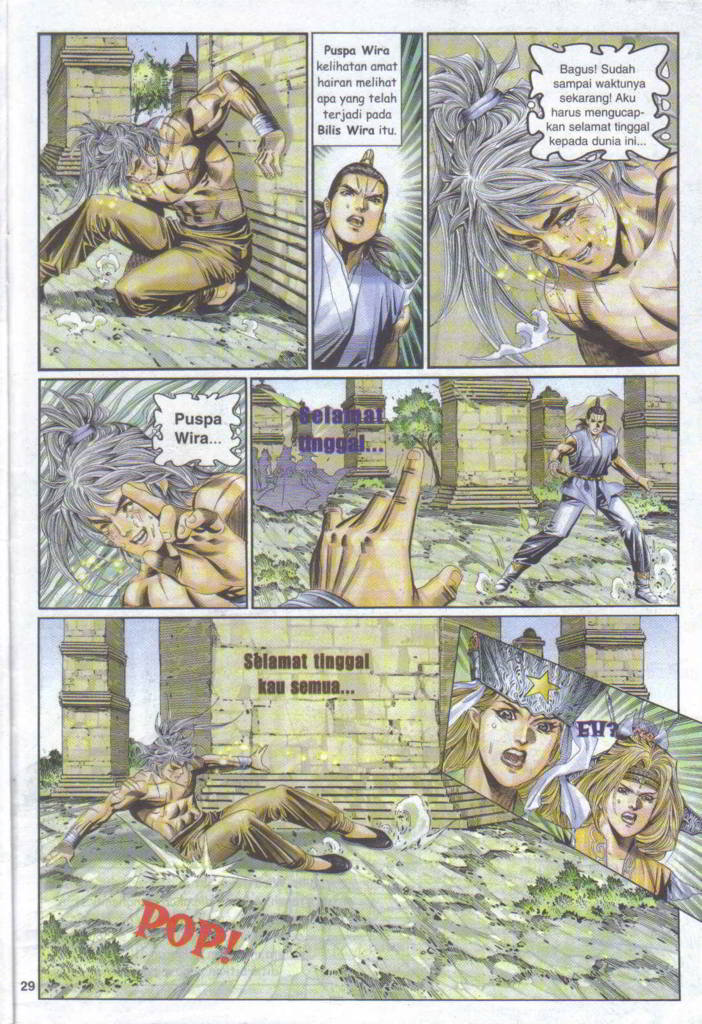 Puspa Wira
kelihatan amat
hairan melihat
apa yang telah
terjadi pada
Bilis Wira itu.
Bagus! Sudah
sampai waktunya
sekarang! Aku
harus mengucap-
kan selamat tinggal
kepada dunia ini...
Puspa
Wira...
Selamat
tinggal...
Selamat tinggal
kau semua...
EH?
POP!
29